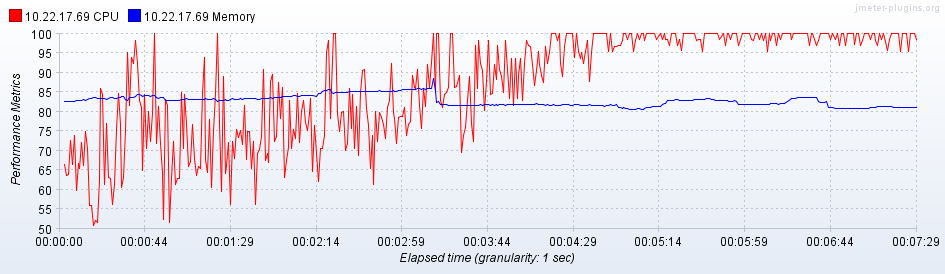 jmeter-plugins.org
10.22.17.69 CPU 10.22.17.69 Memory
100
95
90
85
80
75
70
65
60
55
50
Performance Metrics
00:00:00 00:00:44 00:01:29 00:02:14 00:02:59 00:03:44 00:04:29 00:05:14 00:05:59 00:06:44 00:07:29
Elapsed time (granularity: 1 sec)